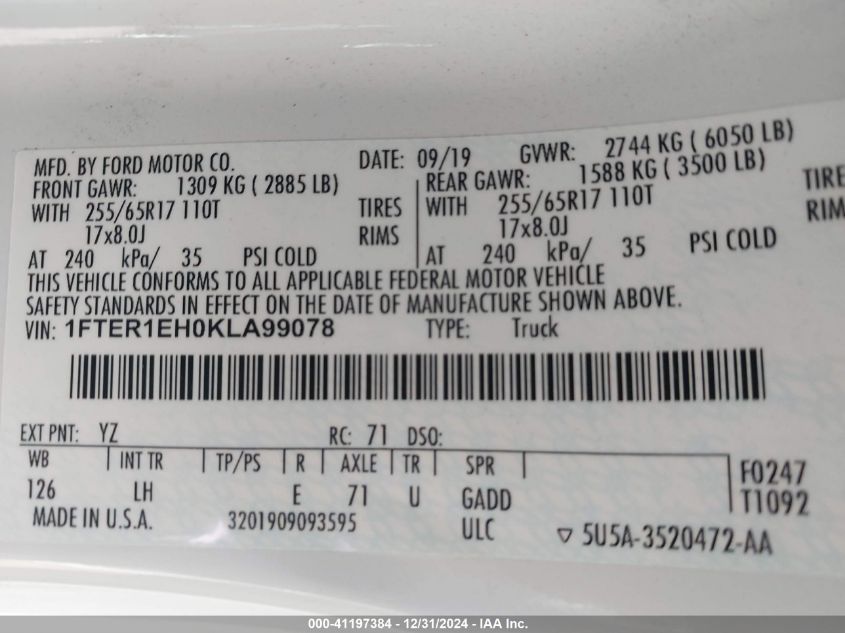 MFD. BY FORD MOTOR CO. DATE: 09/19 GVWR: 2744 KG ( 6050 LB)
FRONT GAWR: 1309 KG ( 2885 LB) REAR GAWR: 1588 KG ( 3500 LB)
WITH 255/65R17 110T TIRES WITH 255/65R17 110T TIRE
17x8.0J RIMS 17x8.0J RIM
AT 240 kPa/ 35 PSI COLD AT 240 kPa/ 35 PSI COLD
THIS VEHICLE CONFORMS TO ALL APPLICABLE FEDERAL MOTOR VEHICLE
SAFETY STANDARDS IN EFFECT ON THE DATE OF MANUFACTURE SHOWN ABOVE.
VIN: 1FTER1EH0KLA99078 TYPE: Truck
EXT PNT: YZ RC: 71 DSO:
WB INT TR TP/PS R AXLE TR SPR F0247
126 LH E 71 U GADD T1092
MADE IN U.S.A. 3201909093595 ULC ▽ 5U5A-3520472-AA
000-41197384 - 12/31/2024 - IAA Inc.